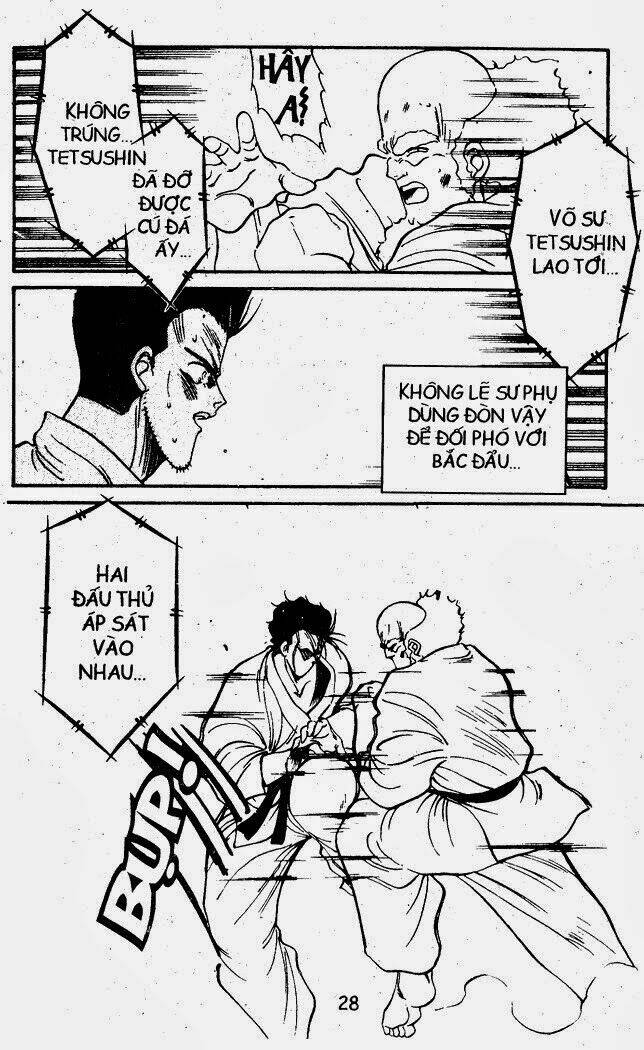 VÕ SƯ
TETSUSHIN
LAO TỚI...
HÂY
A!
KHÔNG
TRÚNG...
TETSUSHIN
ĐÃ ĐỠ
ĐƯỢC
CÚ ĐÁ
ẤY...
KHÔNG LẼ SƯ PHỤ
DÙNG ĐÒN VẬY
ĐỂ ĐỐI PHÓ VỚI
BẮC ĐẨU...
HAI
ĐẤU THỦ
ÁP SÁT
VÀO
NHAU...
BỤP!
28